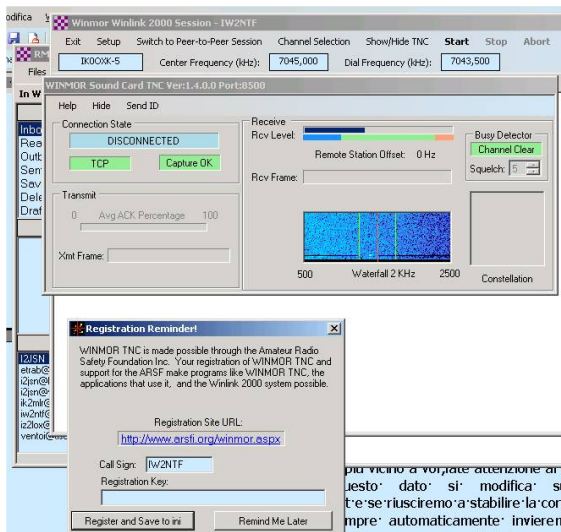 odifica
Winmor Winlink 2000 Session - IW2NTF
Exit Setup Switch to Peer-to-Peer Session Channel Selection Show/Hide TNC Start Stop Abort
IK0OXK-5 Center Frequency (kHz): 7045,000 Dial Frequency (kHz): 7043,500
RM
Files
WINMOR Sound Card TNC Ver:1.4.0.0 Port:8500
Help Hide Send ID
In W
Inbo
Rea
Outb
Sen
Sav
Dele
Draf
Connection State
DISCONNECTED
TCP Capture OK
Transmit
0 Avg ACK Percentage 100
Xmt Frame:
Receive
Rcv Level:
Remote Station Offset: 0 Hz
Rcv Frame:
500 Waterfall 2 KHz 2500
Busy Detector
Channel Clear
Squelch: 5
Constellation
I2JSN
etrab@
i2jsn@
i2jsn@
ik2mlr@
iw2ntf@
iz2lox@
Registration Reminder!
WINMOR TNC is made possible through the Amateur Radio
Safety Foundation Inc. Your registration of WINMOR TNC and
support for the ARSF make programs like WINMOR TNC, the
applications that use it, and the Winlink 2000 system possible.
Registration Site URL:
http://www.arsfi.org/winmor.aspx
Call Sign: IW2NTF
Registration Key:
Register and Save to ini Remind Me Later
più vicino a voi,fate attenzione al
uesto dato si modifica s
t·e·se·riusciremo·a·stabilire·la·cor
mpre automaticamente invieren